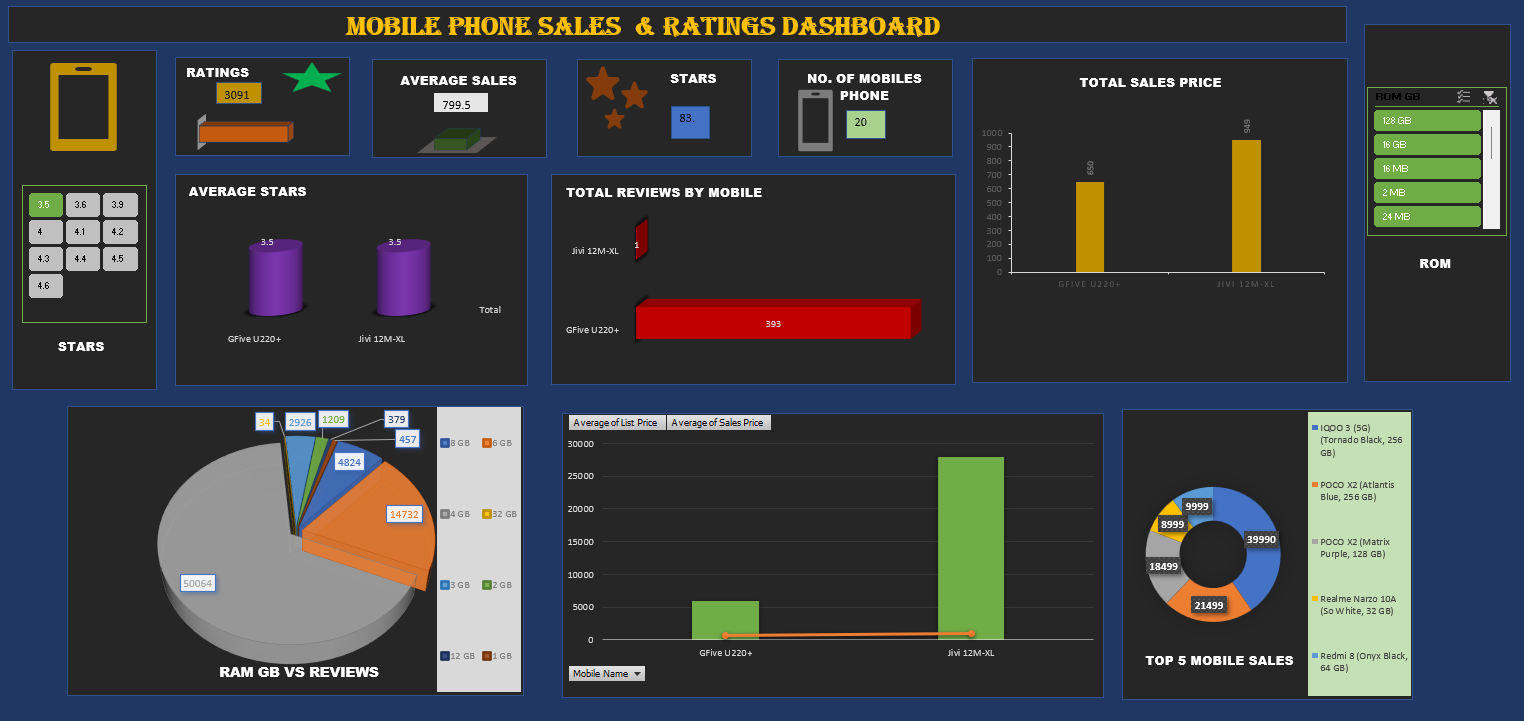 MOBILE PHONE SALES & RATINGS DASHBOARD
RATINGS
3091
AVERAGE SALES
799.5
STARS
83.
NO. OF MOBILES
PHONE
20
TOTAL SALES PRICE
1000
900
800
700
600
500
400
300
200
100
0
650
949
GFIVE U220+
JIVI 12M-XL
ROM GB
128 GB
16 GB
16 MB
2 MB
24 MB
ROM
3.5 3.6 3.9
4 4.1 4.2
4.3 4.4 4.5
4.6
STARS
AVERAGE STARS
3.5
3.5
Total
GFive U220+
Jivi 12M-XL
TOTAL REVIEWS BY MOBILE
Jivi 12M-XL
1
GFive U220+
393
34
2926
1209
379
457
4824
14732
50064
RAM GB VS REVIEWS
8 GB 6 GB
4 GB 32 GB
3 GB 2 GB
12 GB 1 GB
Average of List Price Average of Sales Price
30000
25000
20000
15000
10000
5000
0
GFive U220+
Jivi 12M-XL
Mobile Name
9999
8999
39990
18499
21499
TOP 5 MOBILE SALES
IQOO 3 (5G)
(Tornado Black, 256
GB)
POCO X2 (Atlantis
Blue, 256 GB)
POCO X2 (Matrix
Purple, 128 GB)
Realme Narzo 10A
(So White, 32 GB)
Redmi 8 (Onyx Black,
64 GB)